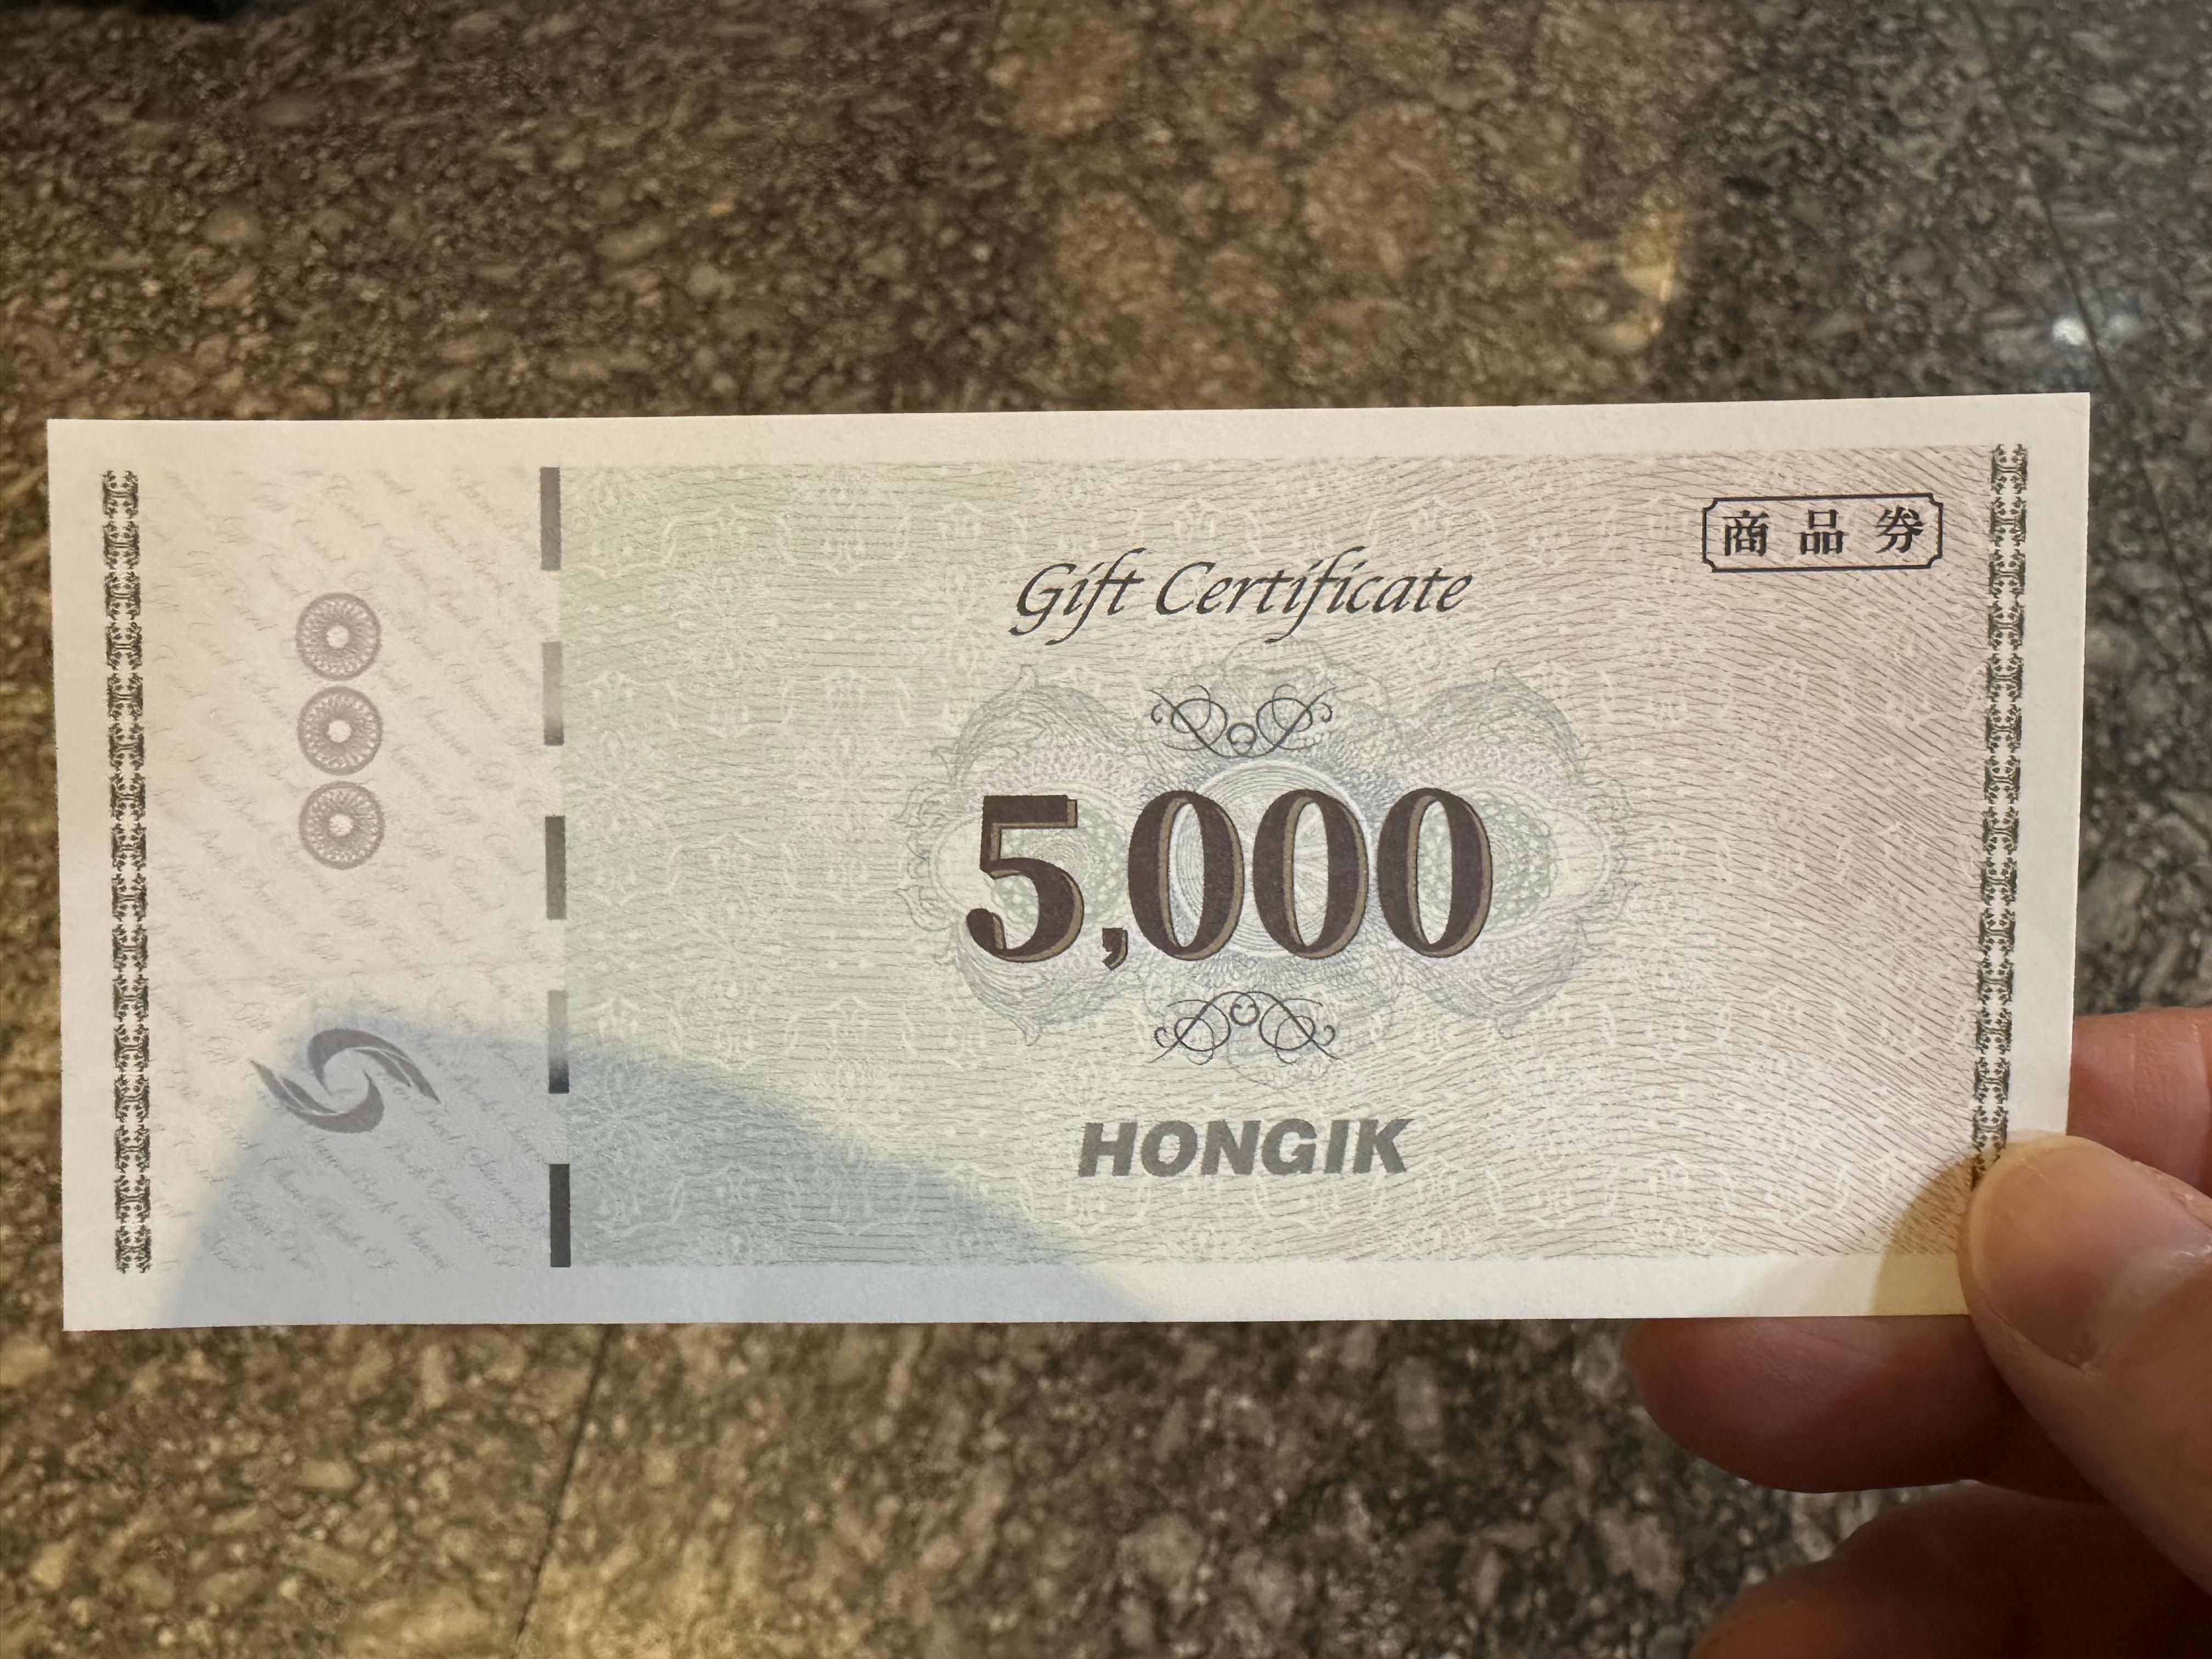 商品券
Gift Certificate
5,000
HONGIK